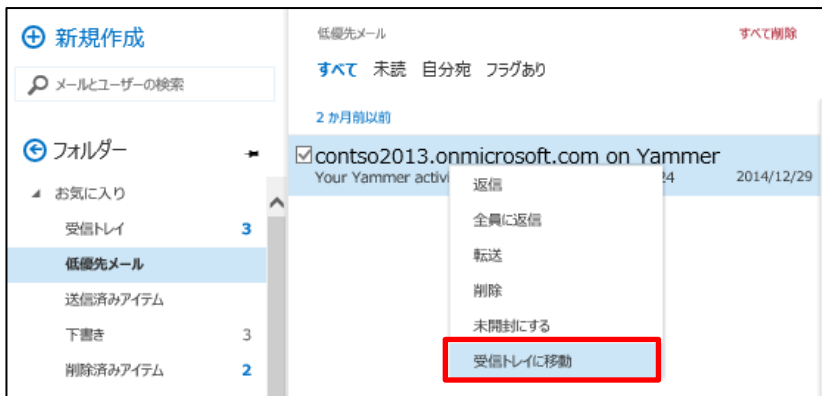 新規作成
メールとユーザーの検索
フォルダー
お気に入り
受信トレイ 3
低優先メール
送信済みアイテム
下書き 3
削除済みアイテム 2
低優先メール すべて削除
すべて 未読 自分宛 フラグあり
2 か月前以前
contso2013.onmicrosoft.com on Yammer
Your Yammer activi 24 2014/12/29
返信
全員に返信
転送
削除
未開封にする
受信トレイに移動